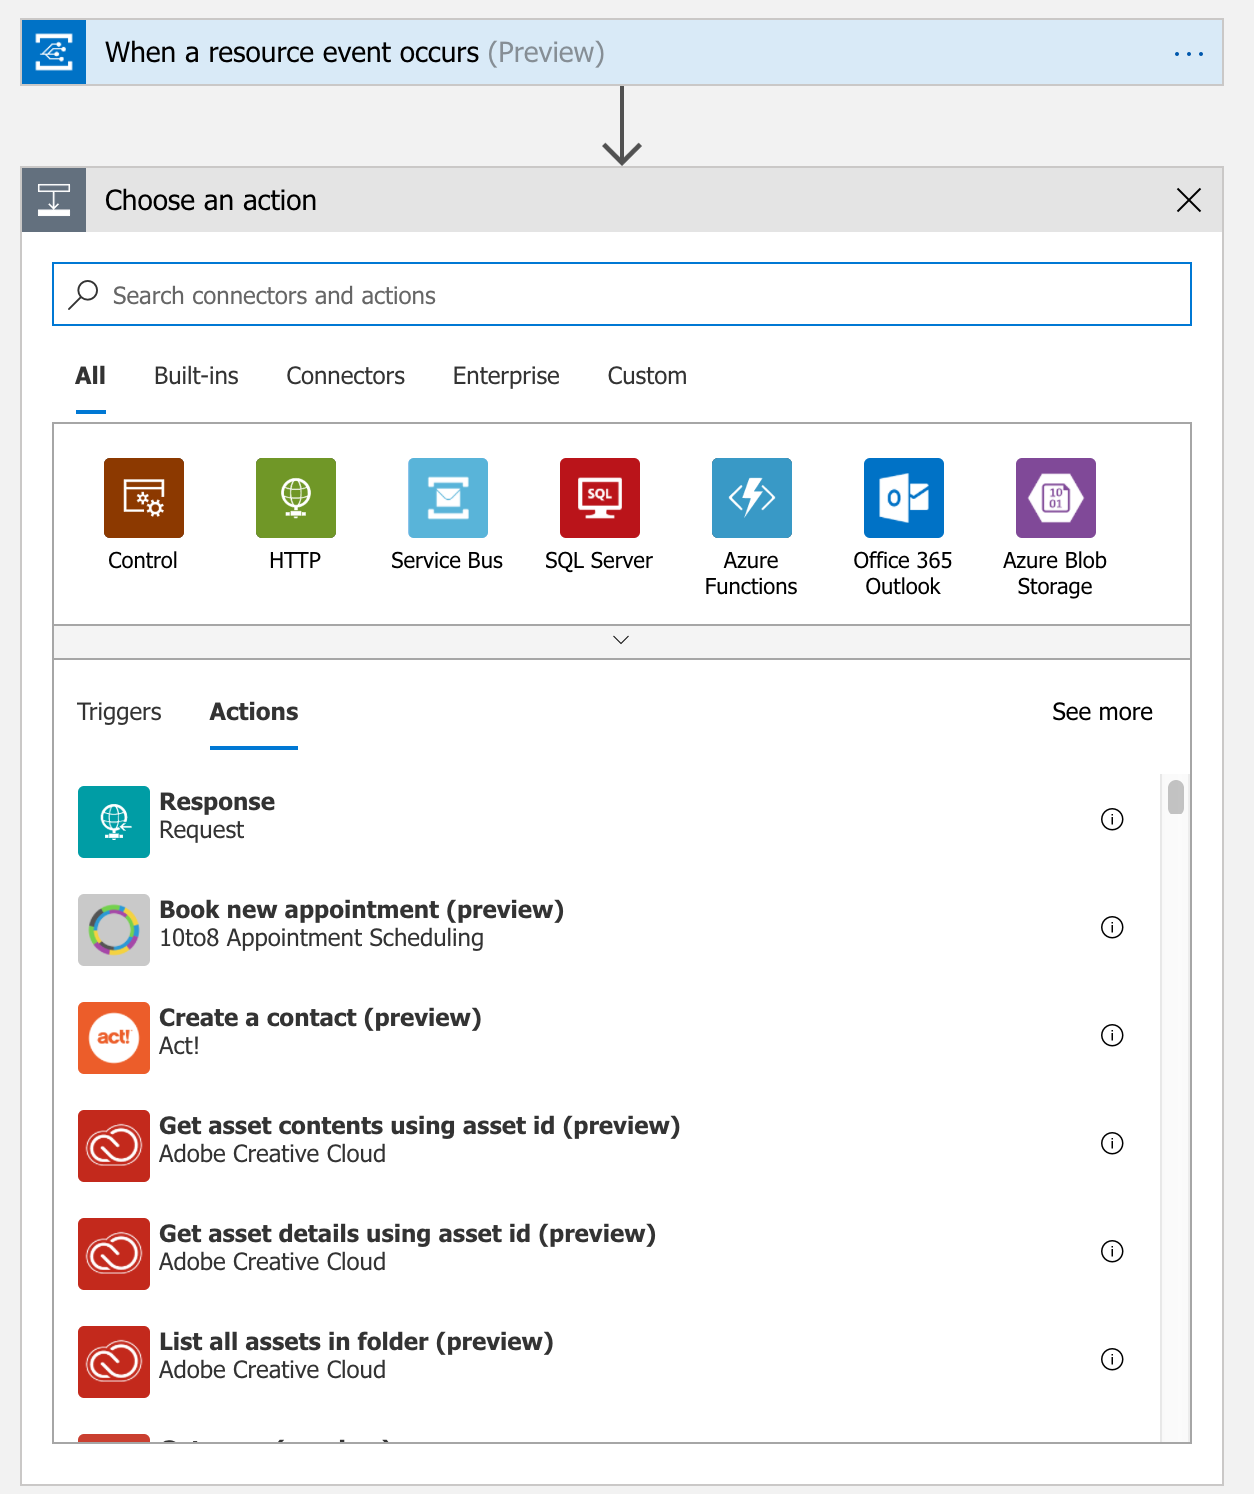 When a resource event occurs (Preview)
Choose an action
Search connectors and actions
All Built-ins Connectors Enterprise Custom
SQL
10
01
Control HTTP Service Bus SQL Server Azure Functions Office 365 Outlook Azure Blob Storage
Triggers Actions See more
Response
Request
Book new appointment (preview)
10to8 Appointment Scheduling
act!
Create a contact (preview)
Act!
Get asset contents using asset id (preview)
Adobe Creative Cloud
Get asset details using asset id (preview)
Adobe Creative Cloud
List all assets in folder (preview)
Adobe Creative Cloud